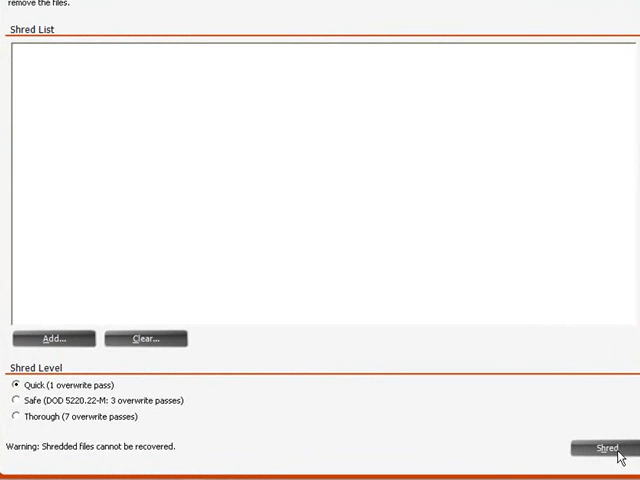 remove the files.
Shred List
Add... Clear...
Shred Level
Quick (1 overwrite pass)
Safe (DOD 5220.22-M: 3 overwrite passes)
Thorough (7 overwrite passes)
Warning: Shredded files cannot be recovered.
Shred